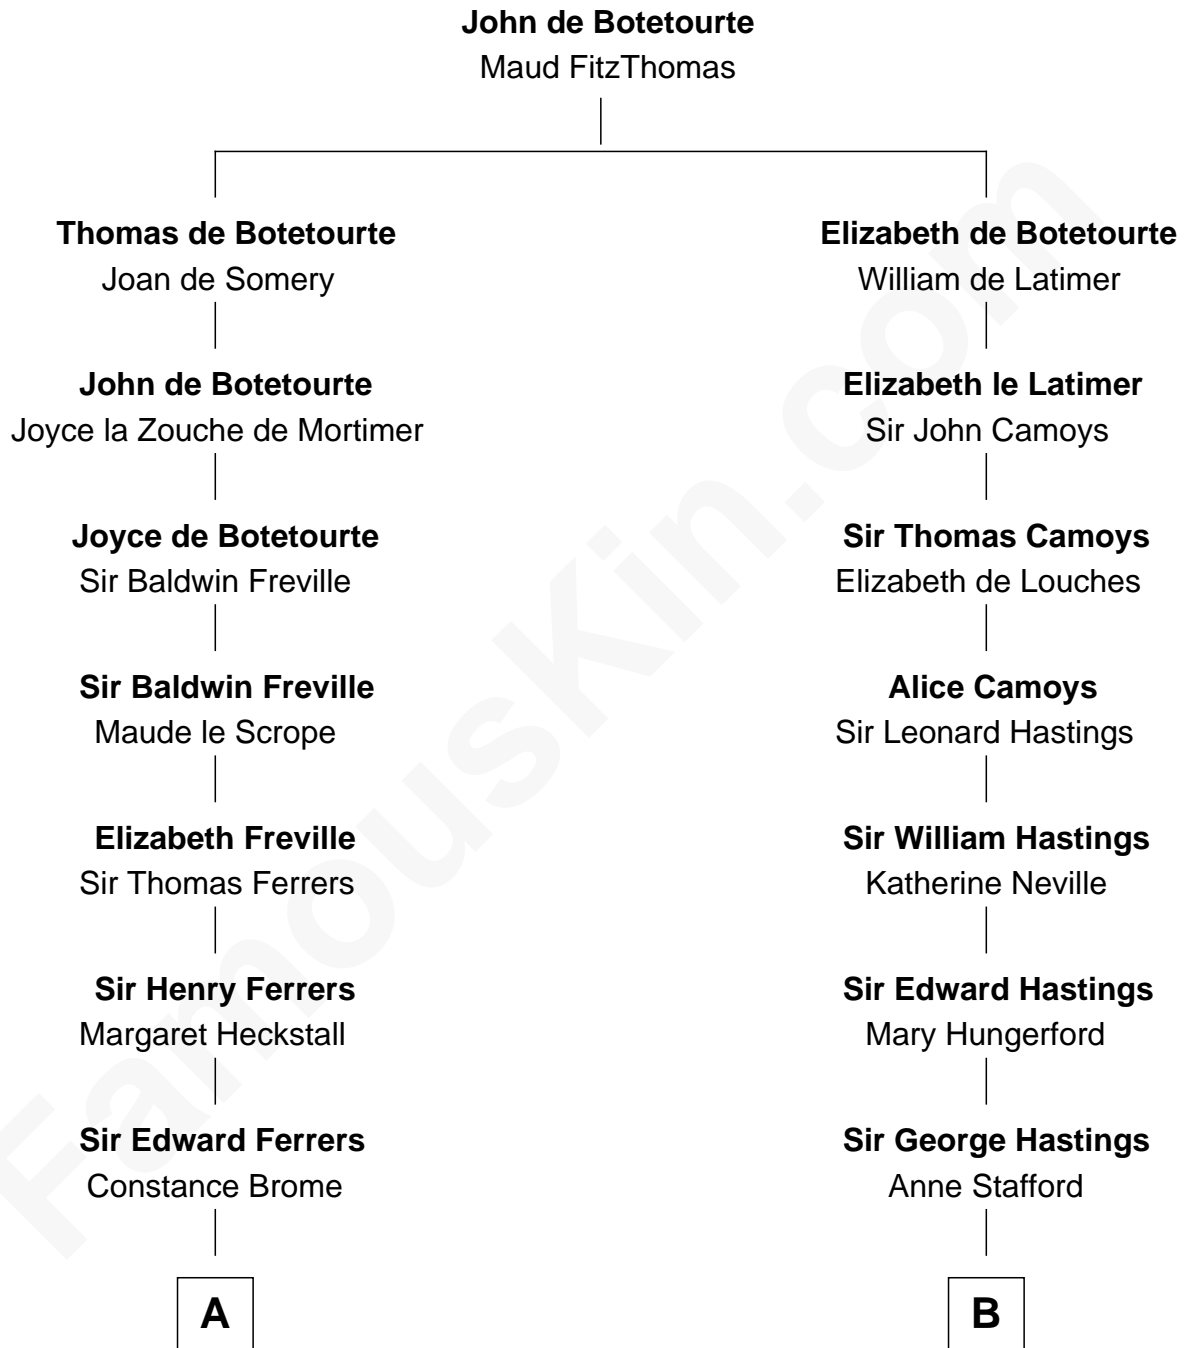 John de Botetourte
Maud FitzThomas
Thomas de Botetourte
Joan de Somery
John de Botetourte
Joyce la Zouche de Mortimer
Joyce de Botetourte
Sir Baldwin Freville
Sir Baldwin Freville
Maude le Scrope
Elizabeth Freville
Sir Thomas Ferrers
Sir Henry Ferrers
Margaret Heckstall
Sir Edward Ferrers
Constance Brome
A
Elizabeth de Botetourte
William de Latimer
Elizabeth le Latimer
Sir John Camoys
Sir Thomas Camoys
Elizabeth de Louches
Alice Camoys
Sir Leonard Hastings
Sir William Hastings
Katherine Neville
Sir Edward Hastings
Mary Hungerford
Sir George Hastings
Anne Stafford
B
FamousKin.com